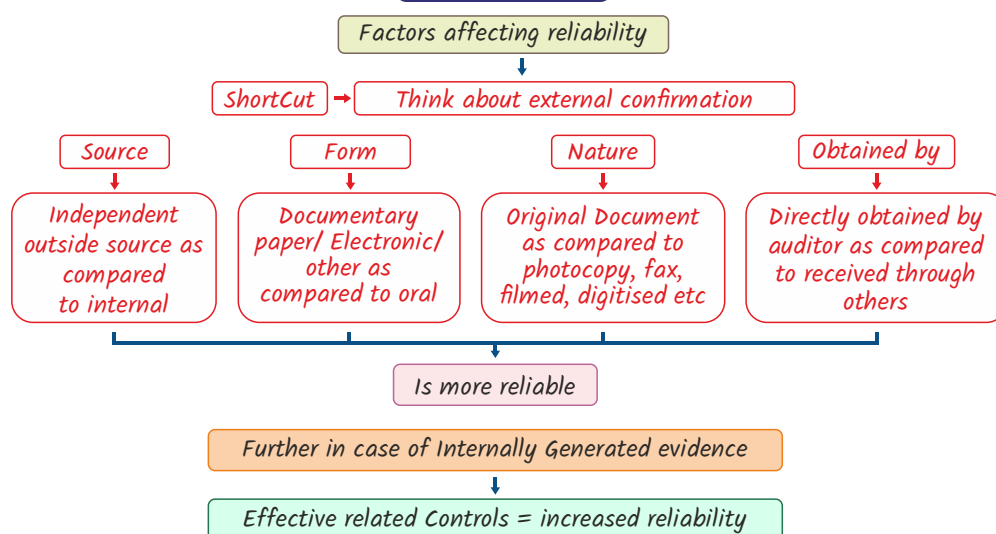 Factors affecting reliability
ShortCut
Think about external confirmation
Source
Form
Nature
Obtained by
Independent
outside source as
compared
to internal
Documentary
paper/ Electronic/
other as
compared to oral
Original Document
as compared to
photocopy, fax,
filmed, digitised etc
Directly obtained by
auditor as compared
to received through
others
Is more reliable
Further in case of Internally Generated evidence
Effective related Controls = increased reliability